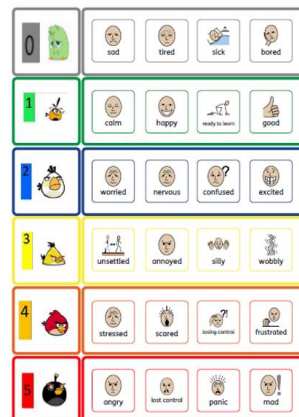 0
sad tired sick bored
1
calm happy ready to learn good
2
worried nervous confused excited
3
unsettled annoyed silly wobbly
4
stressed scared losing control frustrated
5
angry lost control panic mad